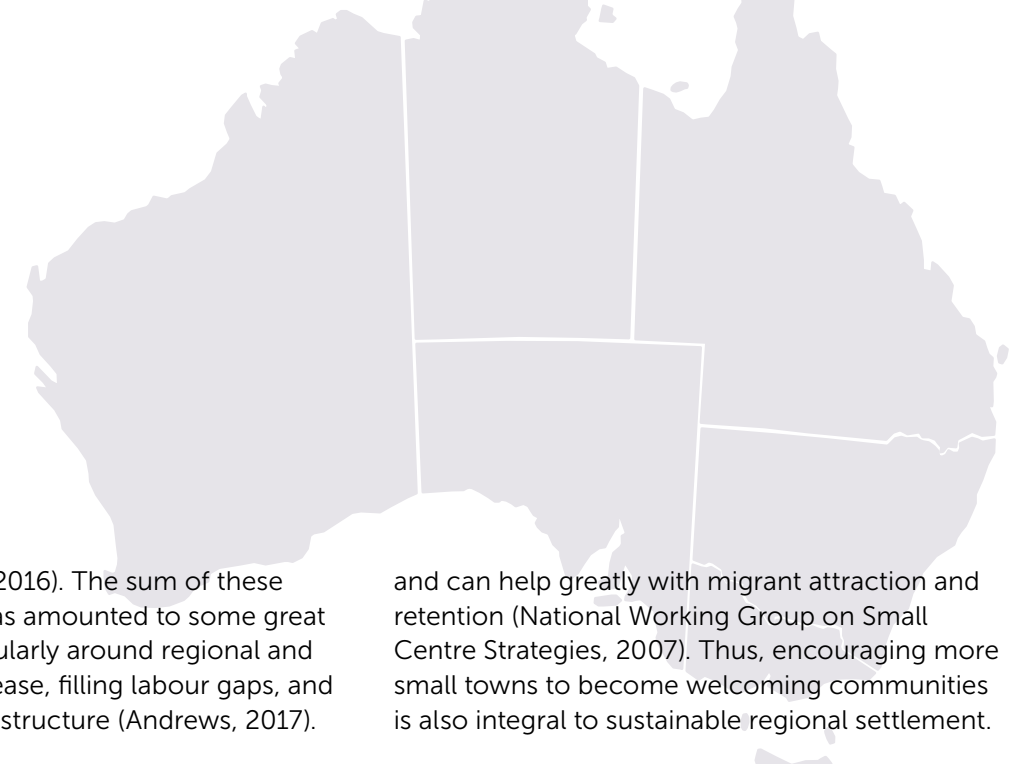 2016). The sum of these
as amounted to some great
ularly around regional and
ease, filling labour gaps, and
structure (Andrews, 2017).
and can help greatly with migrant attraction and
retention (National Working Group on Small
Centre Strategies, 2007). Thus, encouraging more
small towns to become welcoming communities
is also integral to sustainable regional settlement.